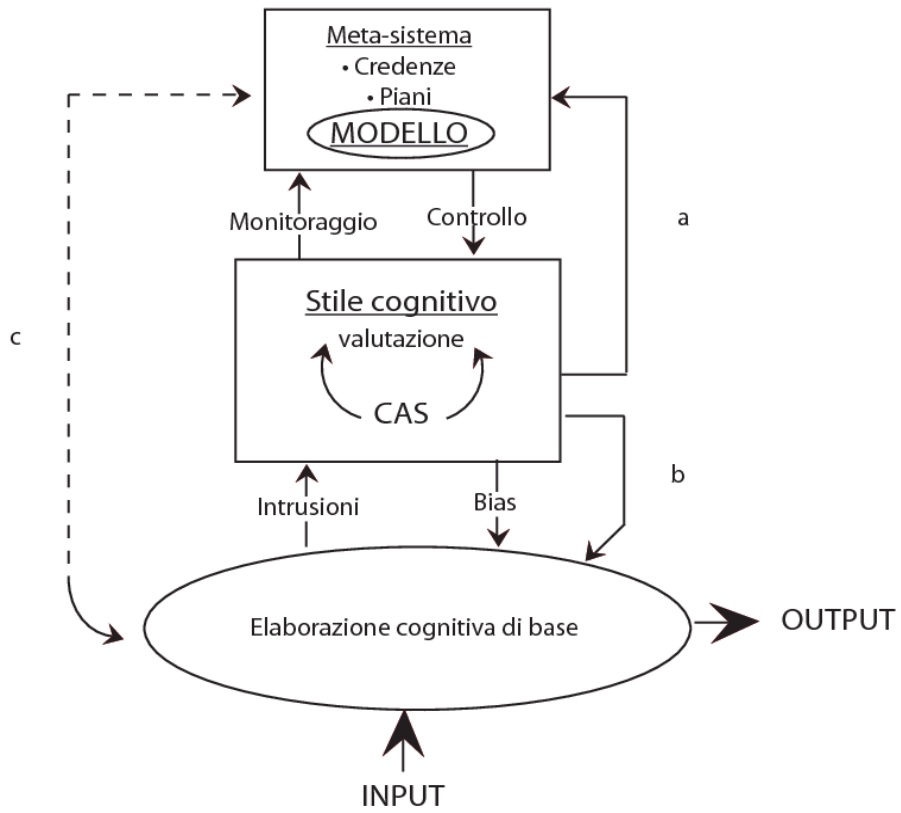 Meta-sistema
• Credenze
• Piani
MODELLO
Monitoraggio
Controllo
a
Stile cognitivo
valutazione
c
CAS
b
Intrusioni
Bias
Elaborazione cognitiva di base
OUTPUT
INPUT